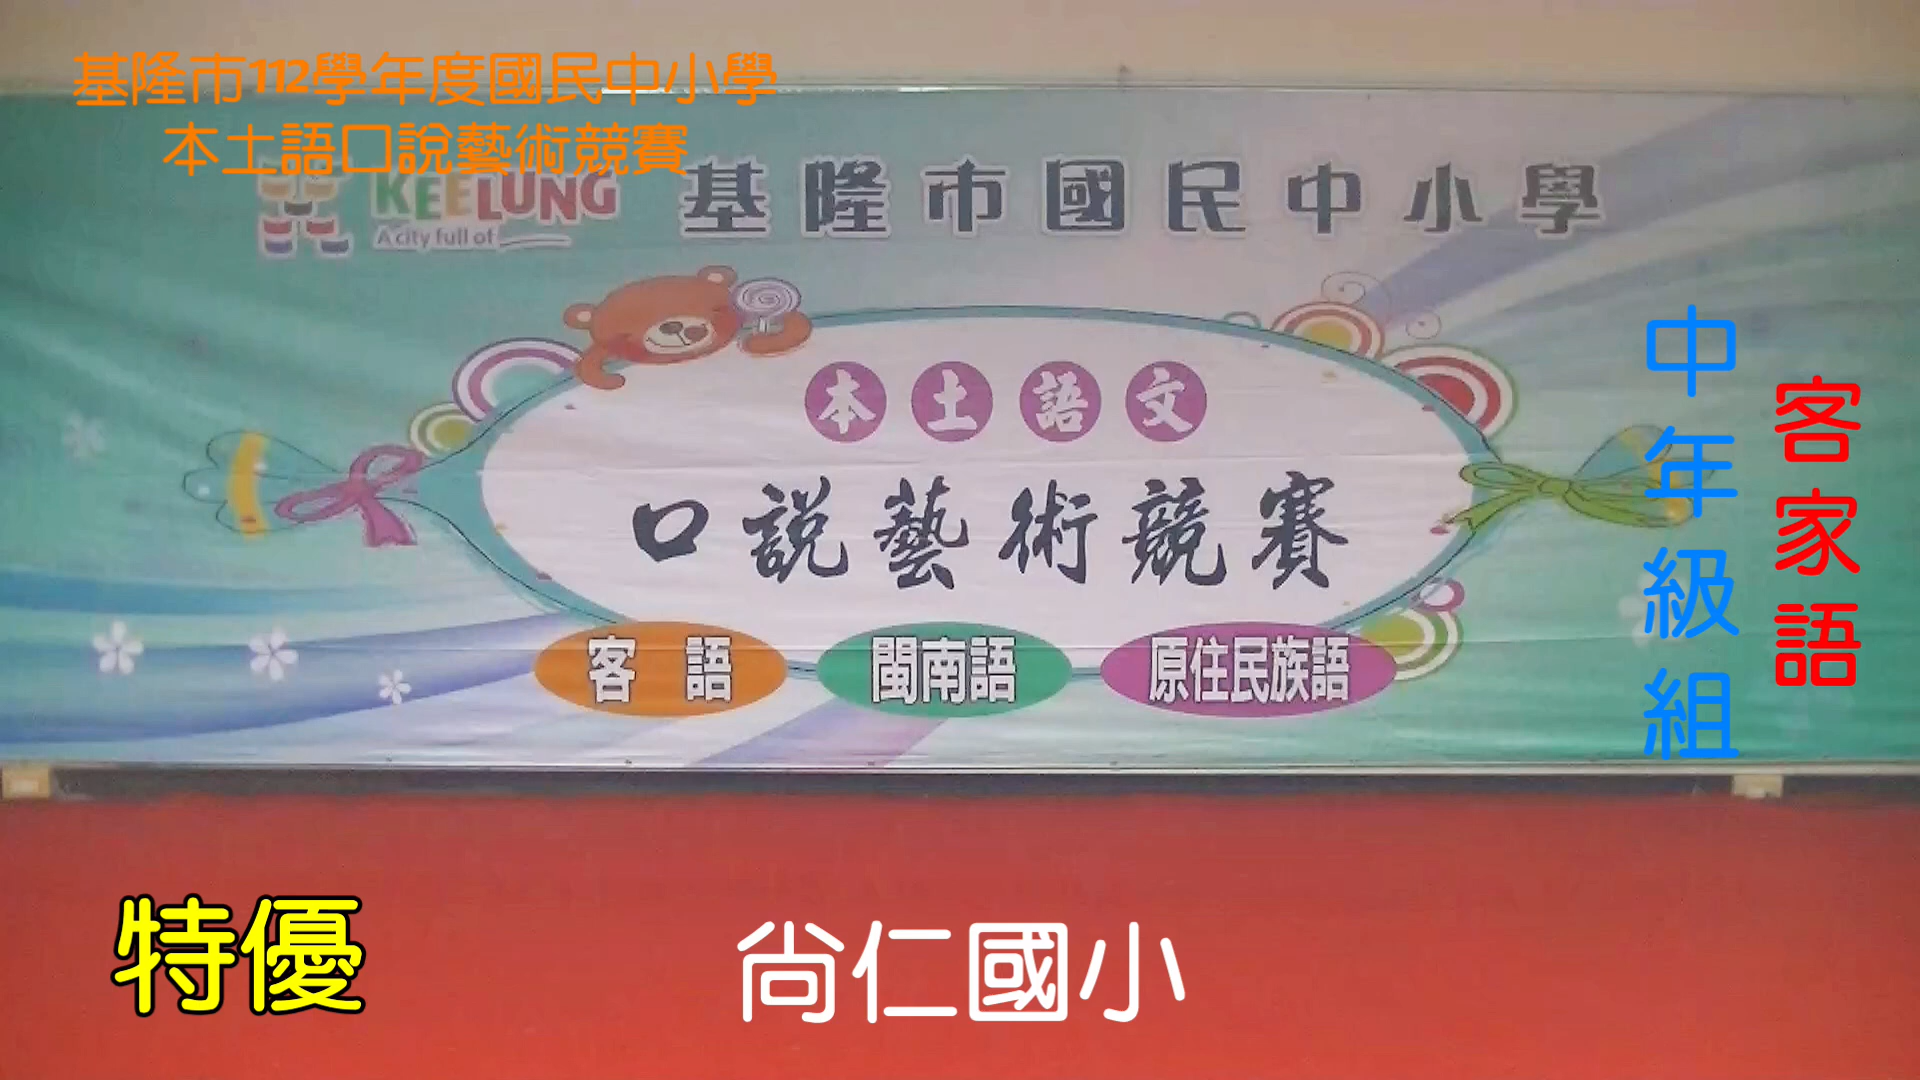 基隆市112學年度國民中小學
本土語口說藝術競賽
KEELUNG
A city full of
基隆市國民中小學
本土語文
口說藝術競賽
客語
閩南語
原住民族語
客家語
中年級組
特優
尚仁國小